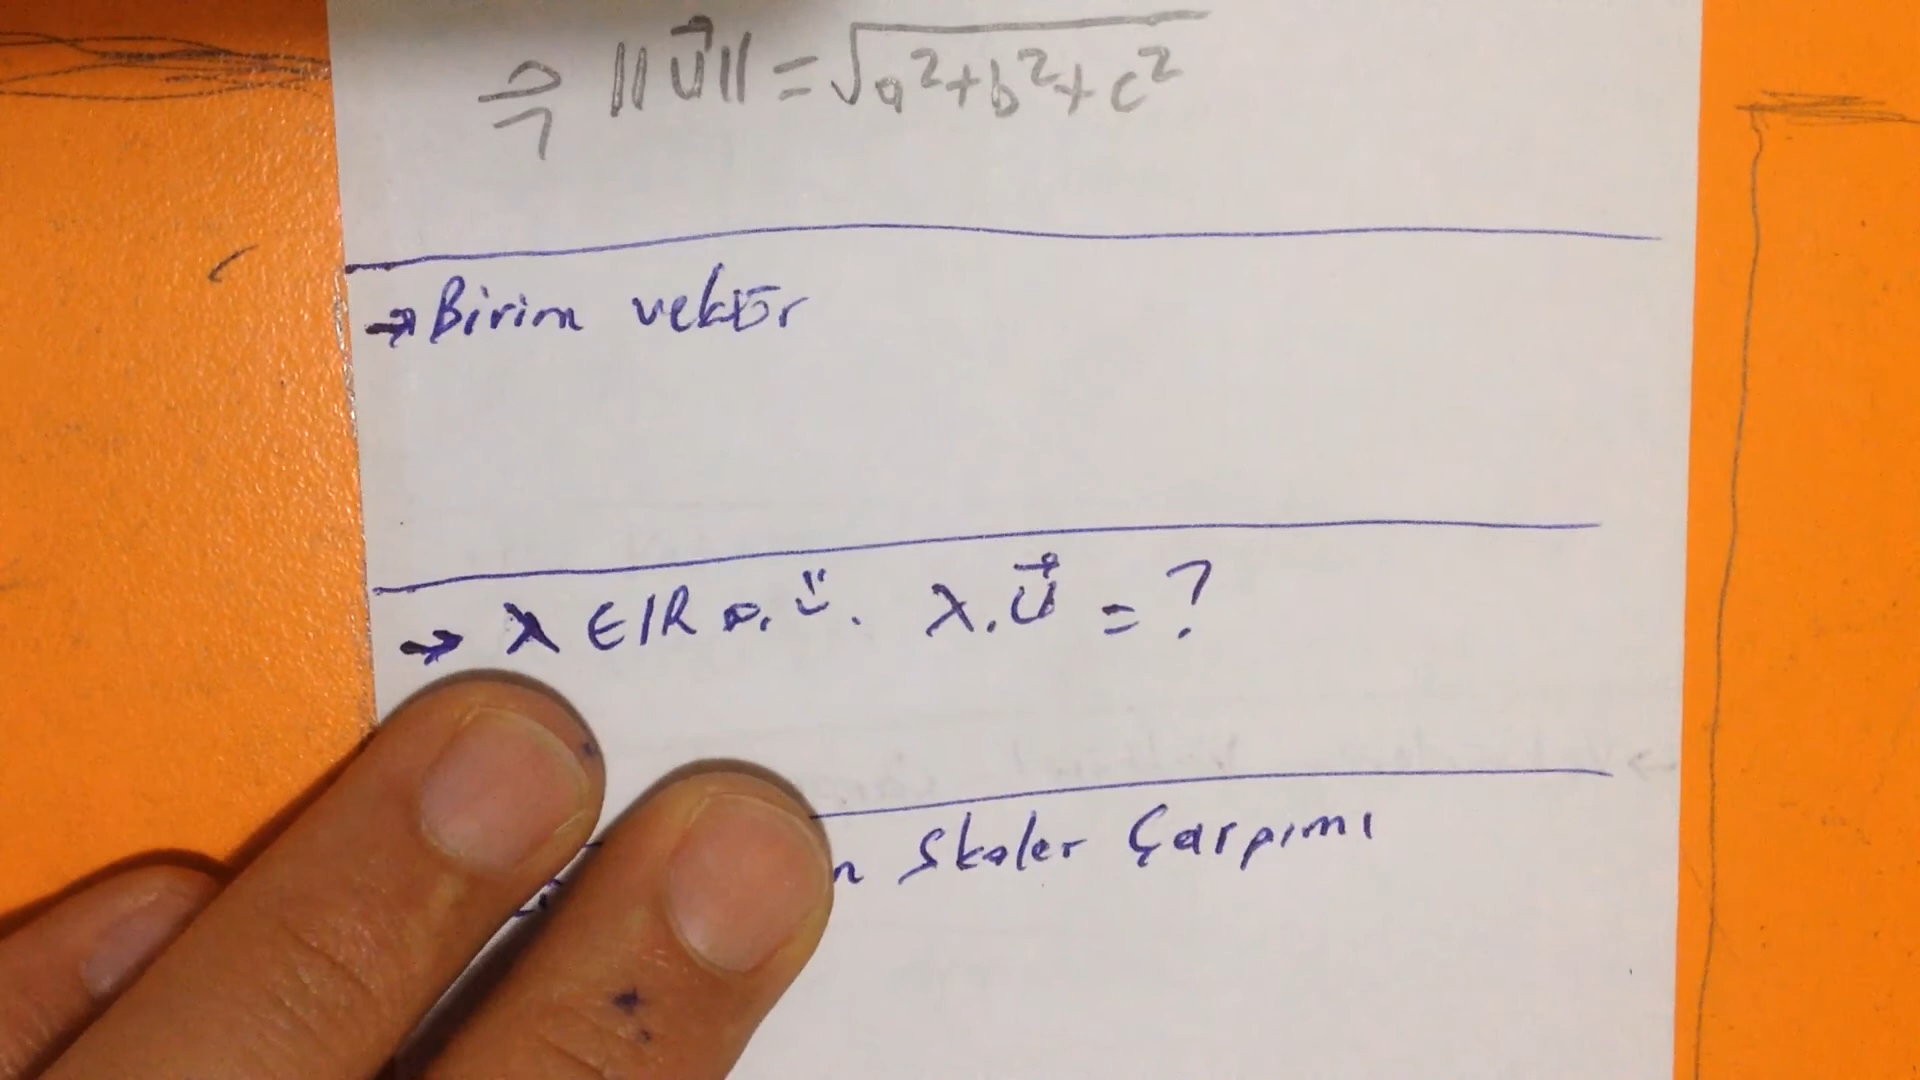 ⇒ ||u⃗|| = √a²+b²+c²
→ Birim vektör
→ λ ∈ IR λ.u⃗ = ?
Skaler Çarpımı